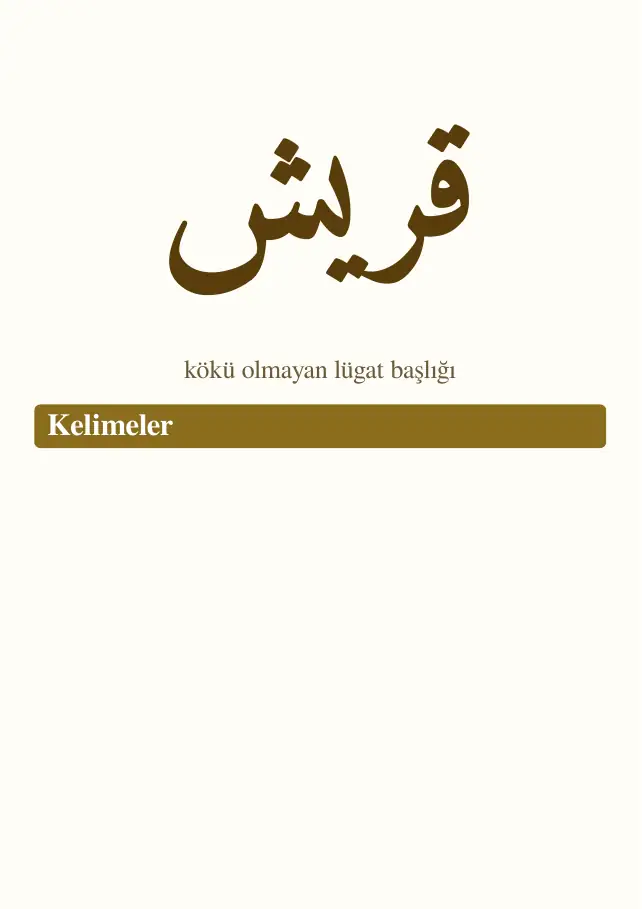 قريش
kökü olmayan lügat başlığı
Kelimeler